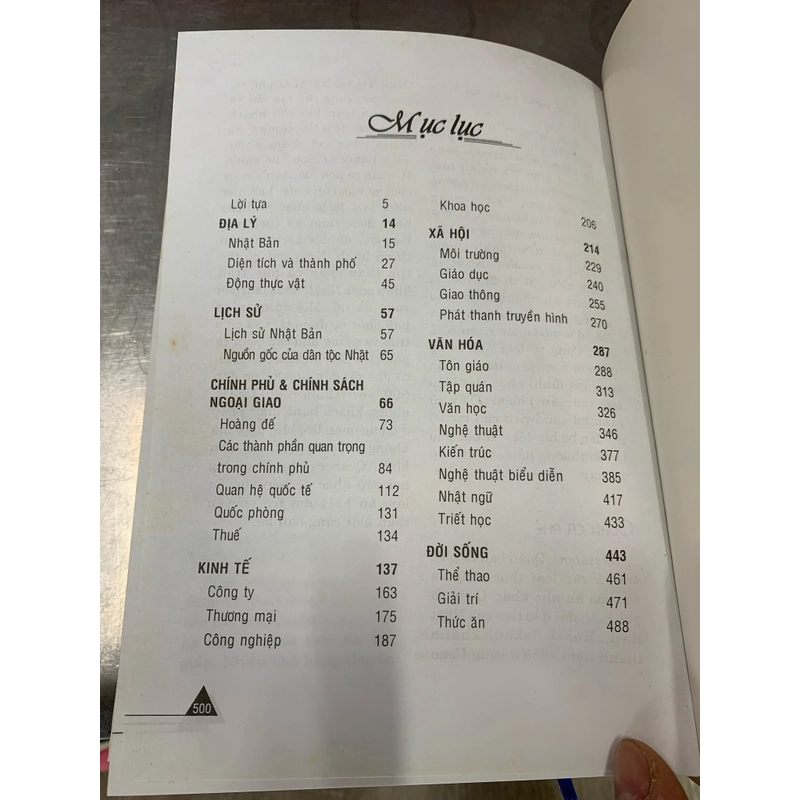 Mục lục
Lời tựa 5
ĐỊA LÝ 14
Nhật Bản 15
Diện tích và thành phố 27
Động thực vật 45
LỊCH SỬ 57
Lịch sử Nhật Bản 57
Nguồn gốc của dân tộc Nhật 65
CHÍNH PHỦ & CHÍNH SÁCH
NGOẠI GIAO 66
Hoàng đế 73
Các thành phần quan trọng
trong chính phủ 84
Quan hệ quốc tế 112
Quốc phòng 131
Thuế 134
KINH TẾ 137
Công ty 163
Thương mại 175
Công nghiệp 187
Khoa học 206
XÃ HỘI 214
Môi trường 229
Giáo dục 240
Giao thông 255
Phát thanh truyền hình 270
VĂN HÓA 287
Tôn giáo 288
Tập quán 313
Văn học 326
Nghệ thuật 346
Kiến trúc 377
Nghệ thuật biểu diễn 385
Nhật ngữ 417
Triết học 433
ĐỜI SỐNG 443
Thể thao 461
Giải trí 471
Thức ăn 488
500